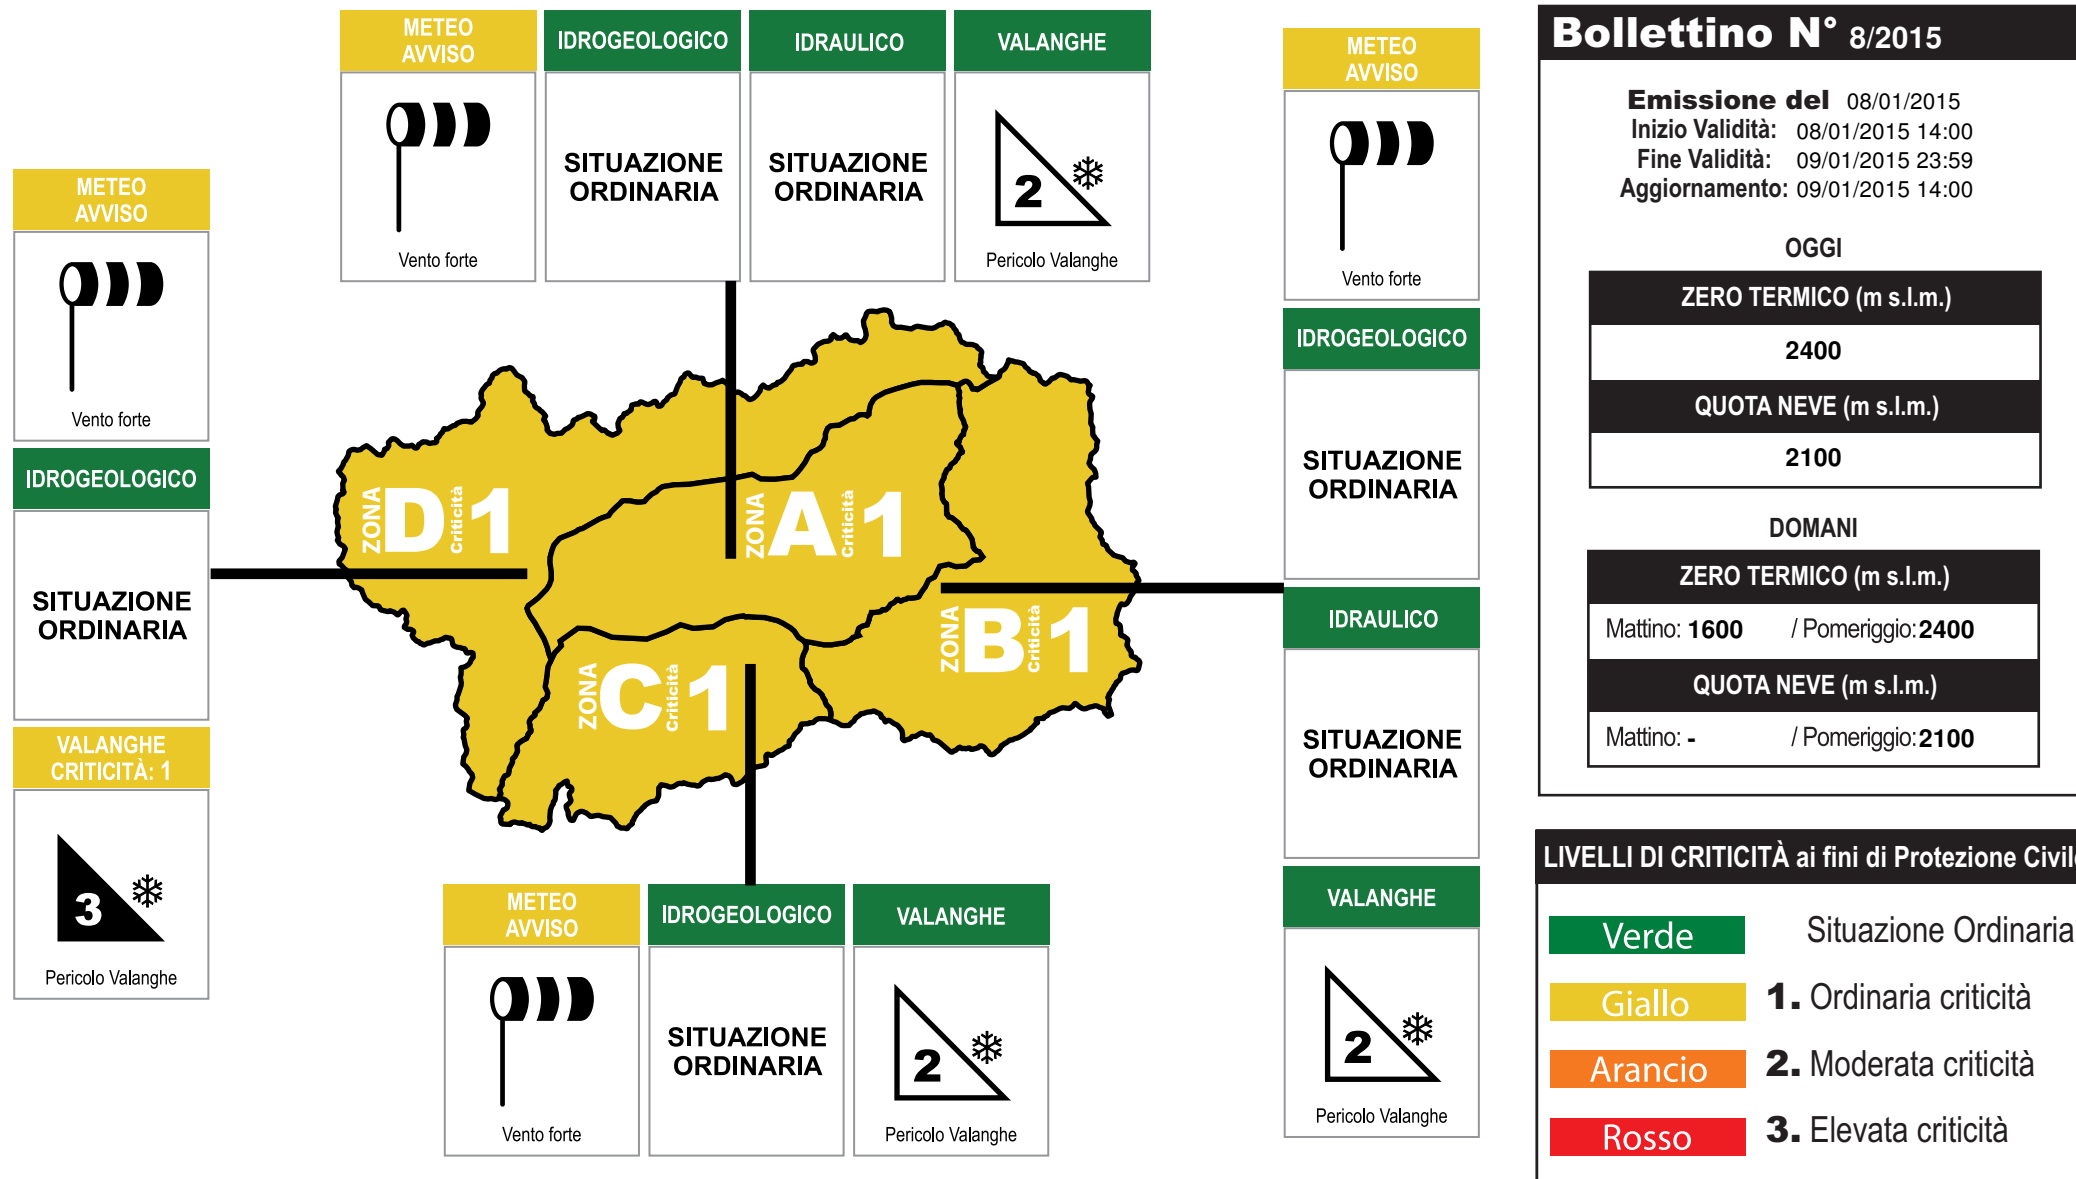 METEO
AVVISO
Vento forte
IDROGEOLOGICO
SITUAZIONE
ORDINARIA
IDRAULICO
SITUAZIONE
ORDINARIA
VALANGHE
2
Pericolo Valanghe
METEO
AVVISO
Vento forte
IDROGEOLOGICO
SITUAZIONE
ORDINARIA
VALANGHE
CRITICITÀ: 1
3
Pericolo Valanghe
METEO
AVVISO
Vento forte
IDROGEOLOGICO
SITUAZIONE
ORDINARIA
IDRAULICO
SITUAZIONE
ORDINARIA
VALANGHE
2
Pericolo Valanghe
ZONA D Criticità 1
ZONA A Criticità 1
ZONA B Criticità 1
ZONA C Criticità 1
METEO
AVVISO
Vento forte
IDROGEOLOGICO
SITUAZIONE
ORDINARIA
VALANGHE
2
Pericolo Valanghe
Bollettino N° 8/2015
Emissione del 08/01/2015
Inizio Validità: 08/01/2015 14:00
Fine Validità: 09/01/2015 23:59
Aggiornamento: 09/01/2015 14:00
OGGI
ZERO TERMICO (m s.l.m.)
2400
QUOTA NEVE (m s.l.m.)
2100
DOMANI
ZERO TERMICO (m s.l.m.)
Mattino: 1600 / Pomeriggio: 2400
QUOTA NEVE (m s.l.m.)
Mattino: - / Pomeriggio: 2100
LIVELLI DI CRITICITÀ ai fini di Protezione Civile
Verde Situazione Ordinaria
Giallo 1. Ordinaria criticità
Arancio 2. Moderata criticità
Rosso 3. Elevata criticità